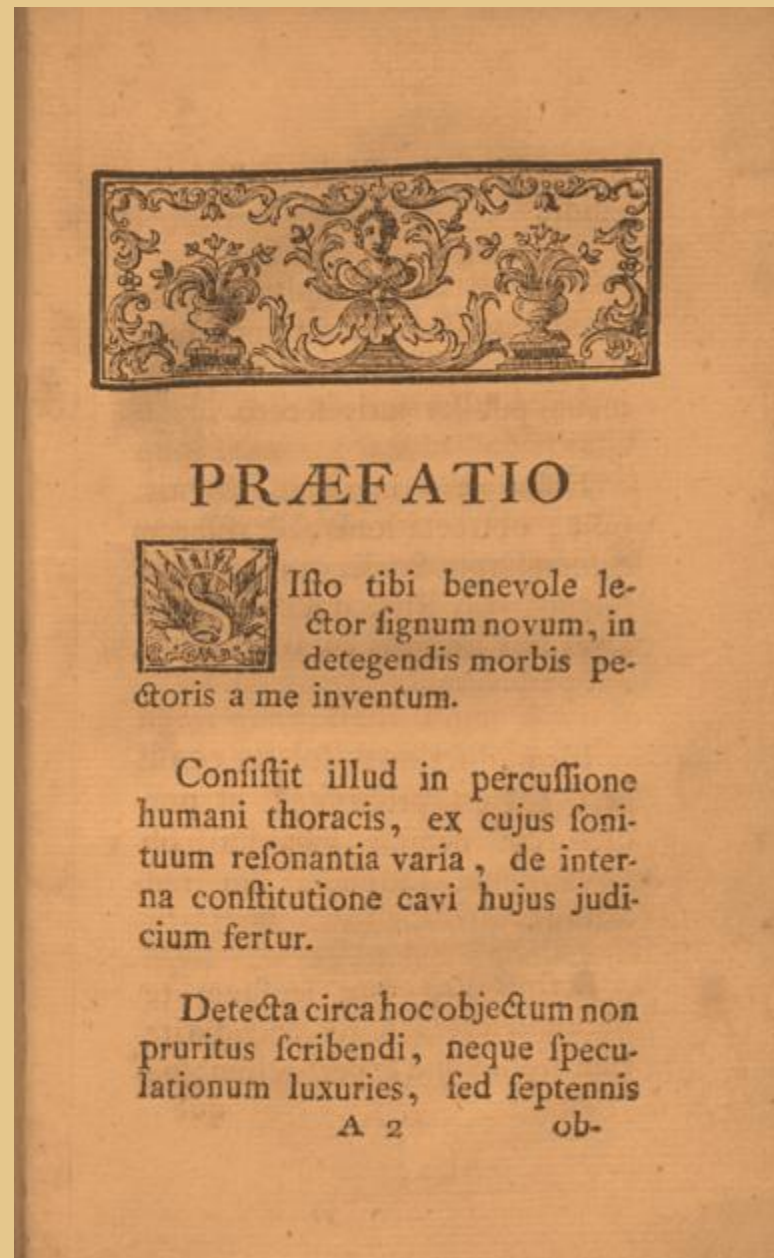 PRÆFATIO
SIſto tibi benevole le-
ctor ſignum novum, in
detegendis morbis pe-
ctoris a me inventum.
Conſiſtit illud in percuſſione
humani thoracis, ex cujus ſoni-
tuum reſonantia varia, de inter-
na conſtitutione cavi hujus judi-
cium fertur.
Detecta circa hoc objectum non
pruritus ſcribendi, neque ſpecu-
lationum luxuries, ſed ſeptennis
A 2 ob-